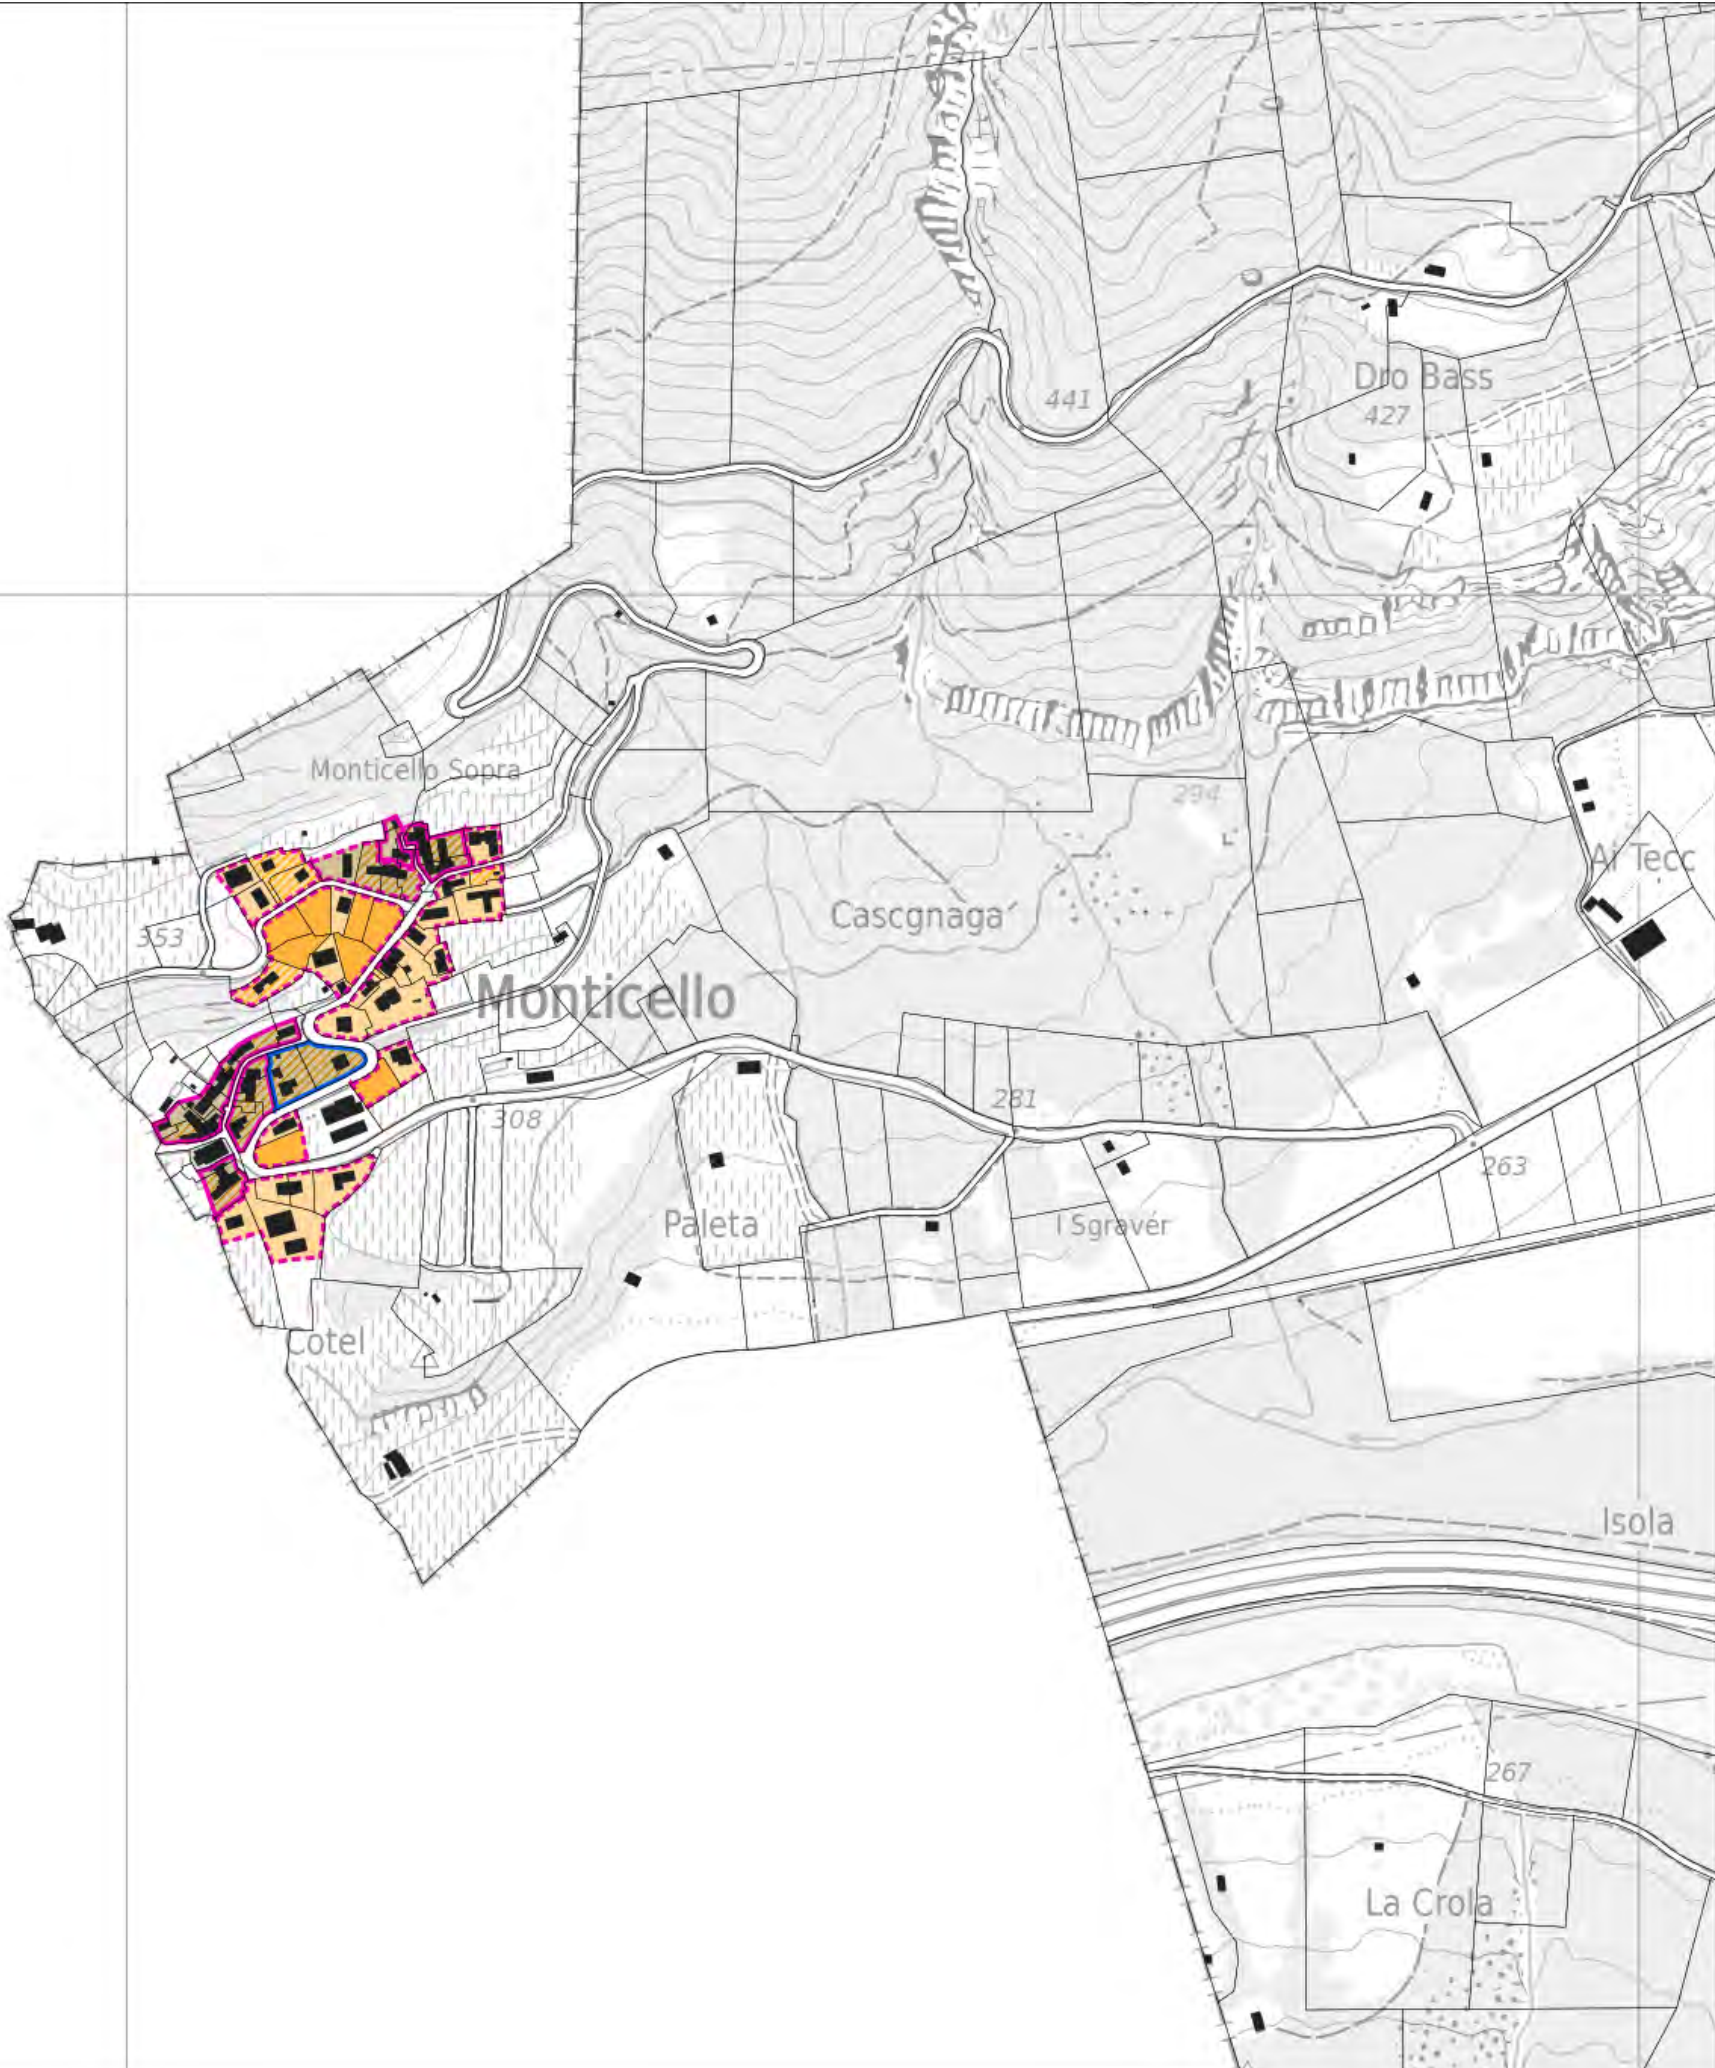 Dro Bass
441
427
Monticello Sopra
294
Ai Tecc
Cascgnaga
353
Monticello
281
308
263
Paleta
I Sgravér
Cotel
Isola
267
La Crola